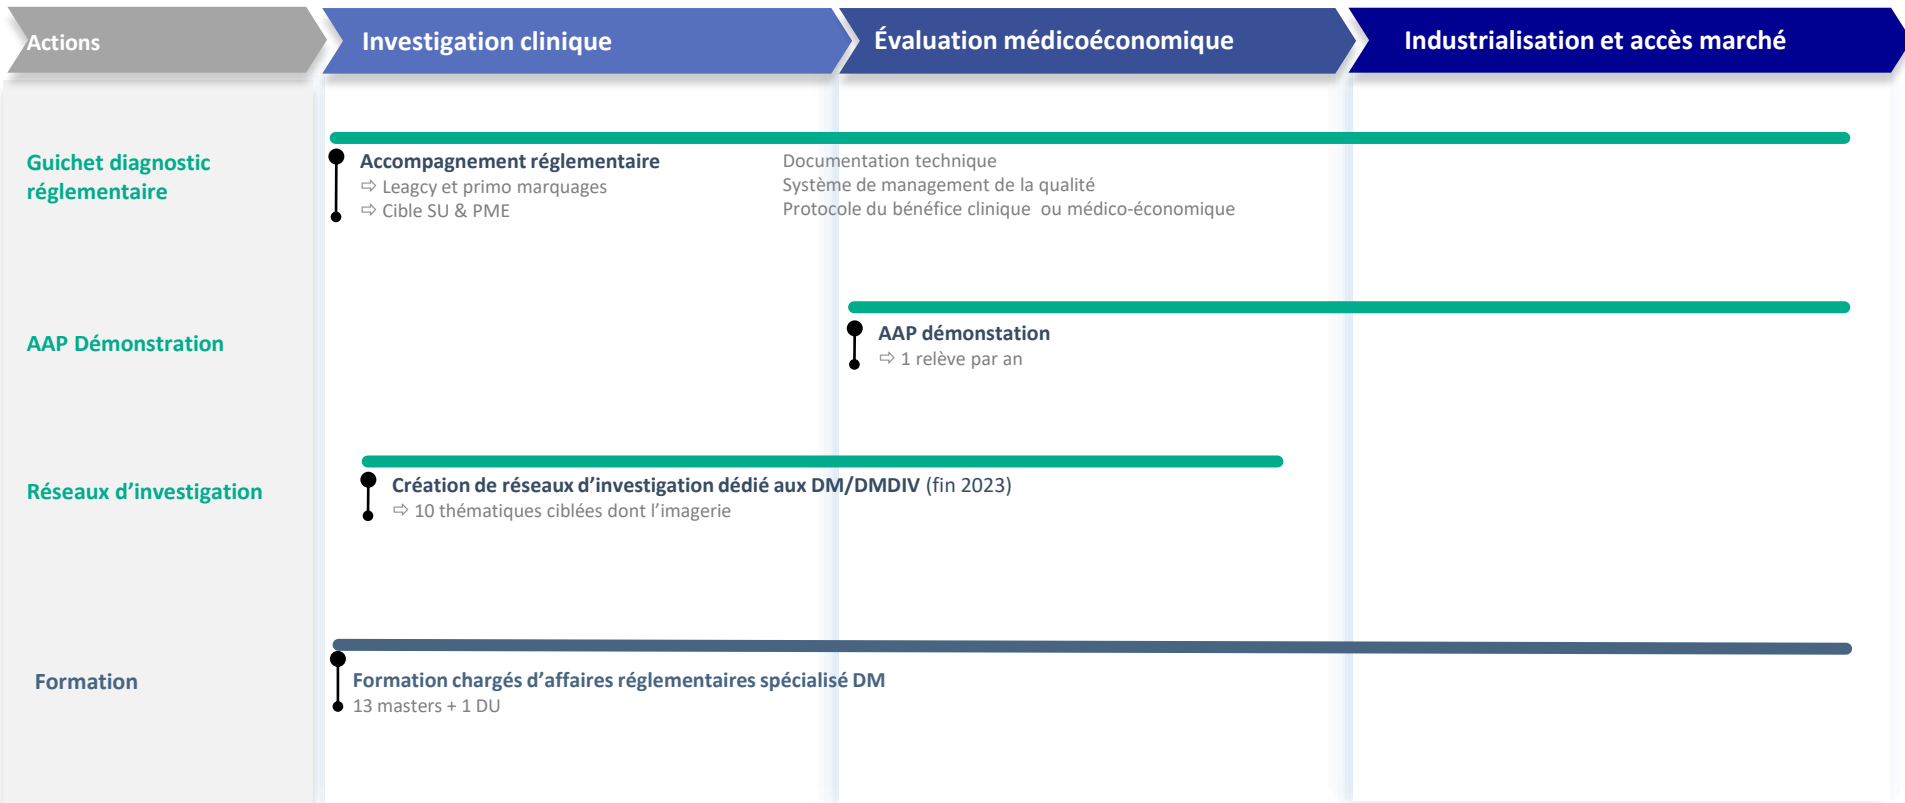 Actions
Investigation clinique
Évaluation médicoéconomique
Industrialisation et accès marché
Guichet diagnostic
réglementaire
Accompagnement réglementaire
⇨ Leagcy et primo marquages
⇨ Cible SU & PME
Documentation technique
Système de management de la qualité
Protocole du bénéfice clinique ou médico-économique
AAP Démonstration
AAP démonstation
⇨ 1 relève par an
Réseaux d’investigation
Création de réseaux d’investigation dédié aux DM/DMDIV (fin 2023)
⇨ 10 thématiques ciblées dont l’imagerie
Formation
Formation chargés d’affaires réglementaires spécialisé DM
13 masters + 1 DU